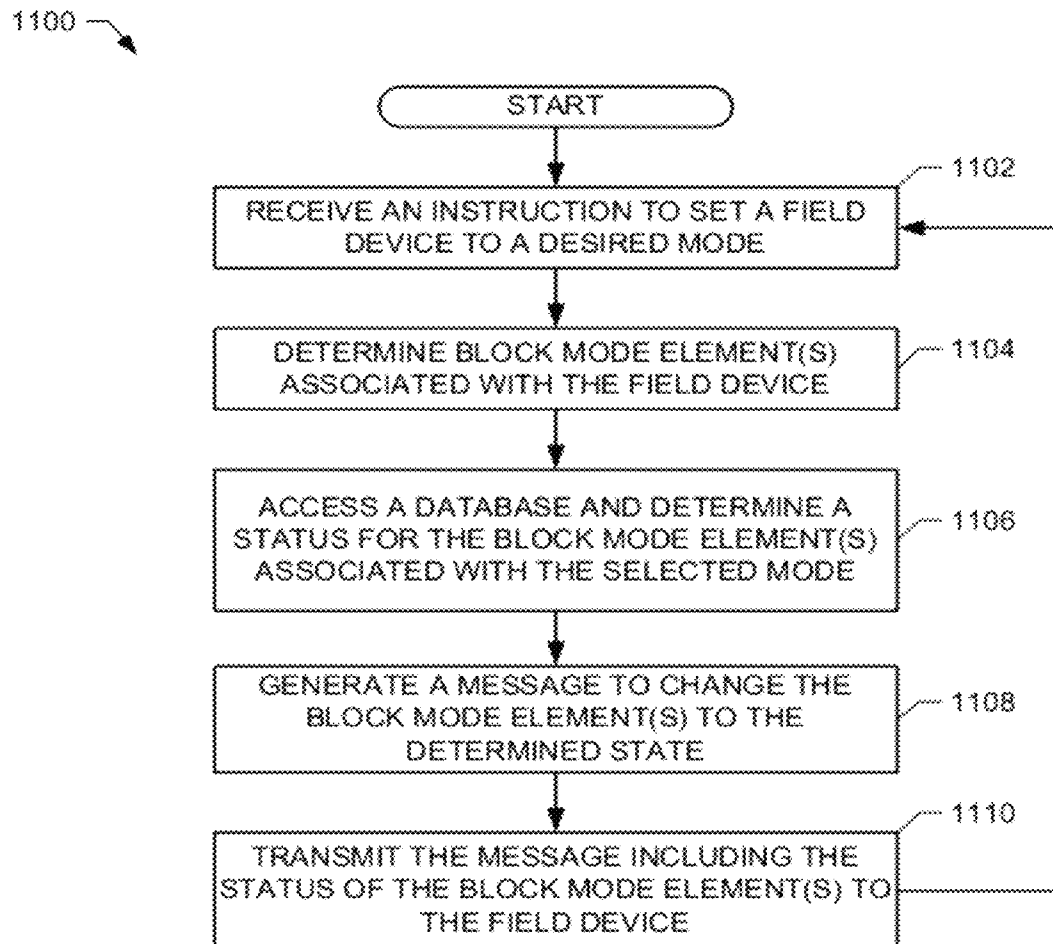 1100
START
1102
RECEIVE AN INSTRUCTION TO SET A FIELD
DEVICE TO A DESIRED MODE
DETERMINE BLOCK MODE ELEMENT(S)
ASSOCIATED WITH THE FIELD DEVICE
1104
ACCESS A DATABASE AND DETERMINE A
STATUS FOR THE BLOCK MODE ELEMENT(S)
ASSOCIATED WITH THE SELECTED MODE
1106
GENERATE A MESSAGE TO CHANGE THE
BLOCK MODE ELEMENT(S) TO THE
DETERMINED STATE
1108
1110
TRANSMIT THE MESSAGE INCLUDING THE
STATUS OF THE BLOCK MODE ELEMENT(S) TO
THE FIELD DEVICE